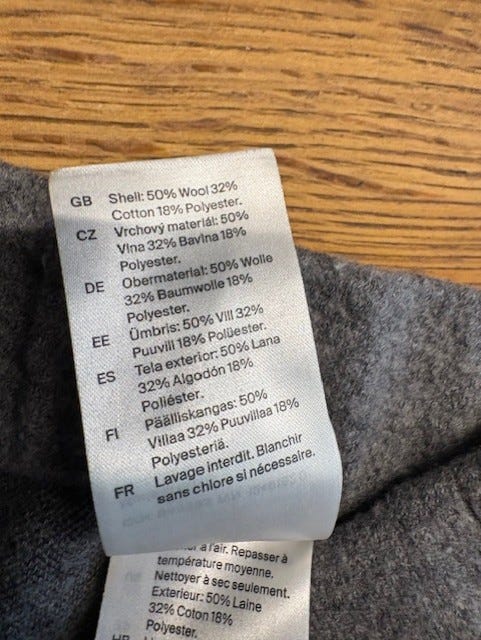 GB Shell: 50% Wool 32%
Cotton 18% Polyester.
CZ Vrchový materiál: 50%
Vlna 32% Bavlna 18%
Polyester.
DE Obermaterial: 50% Wolle
32% Baumwolle 18%
Polyester.
EE Ümbris: 50% Vill 32%
Puuvill 18% Polüester.
ES Tela exterior: 50% Lana
32% Algodón 18%
Poliéster.
FI Päälliskangas: 50%
Villaa 32% Puuvillaa 18%
Polyesteriä.
FR Lavage interdit. Blanchir
sans chlore si nécessaire.
à l'air. Repasser à
température moyenne.
Nettoyer à sec seulement.
Exterieur: 50% Laine
32% Coton 18%
Polyester.